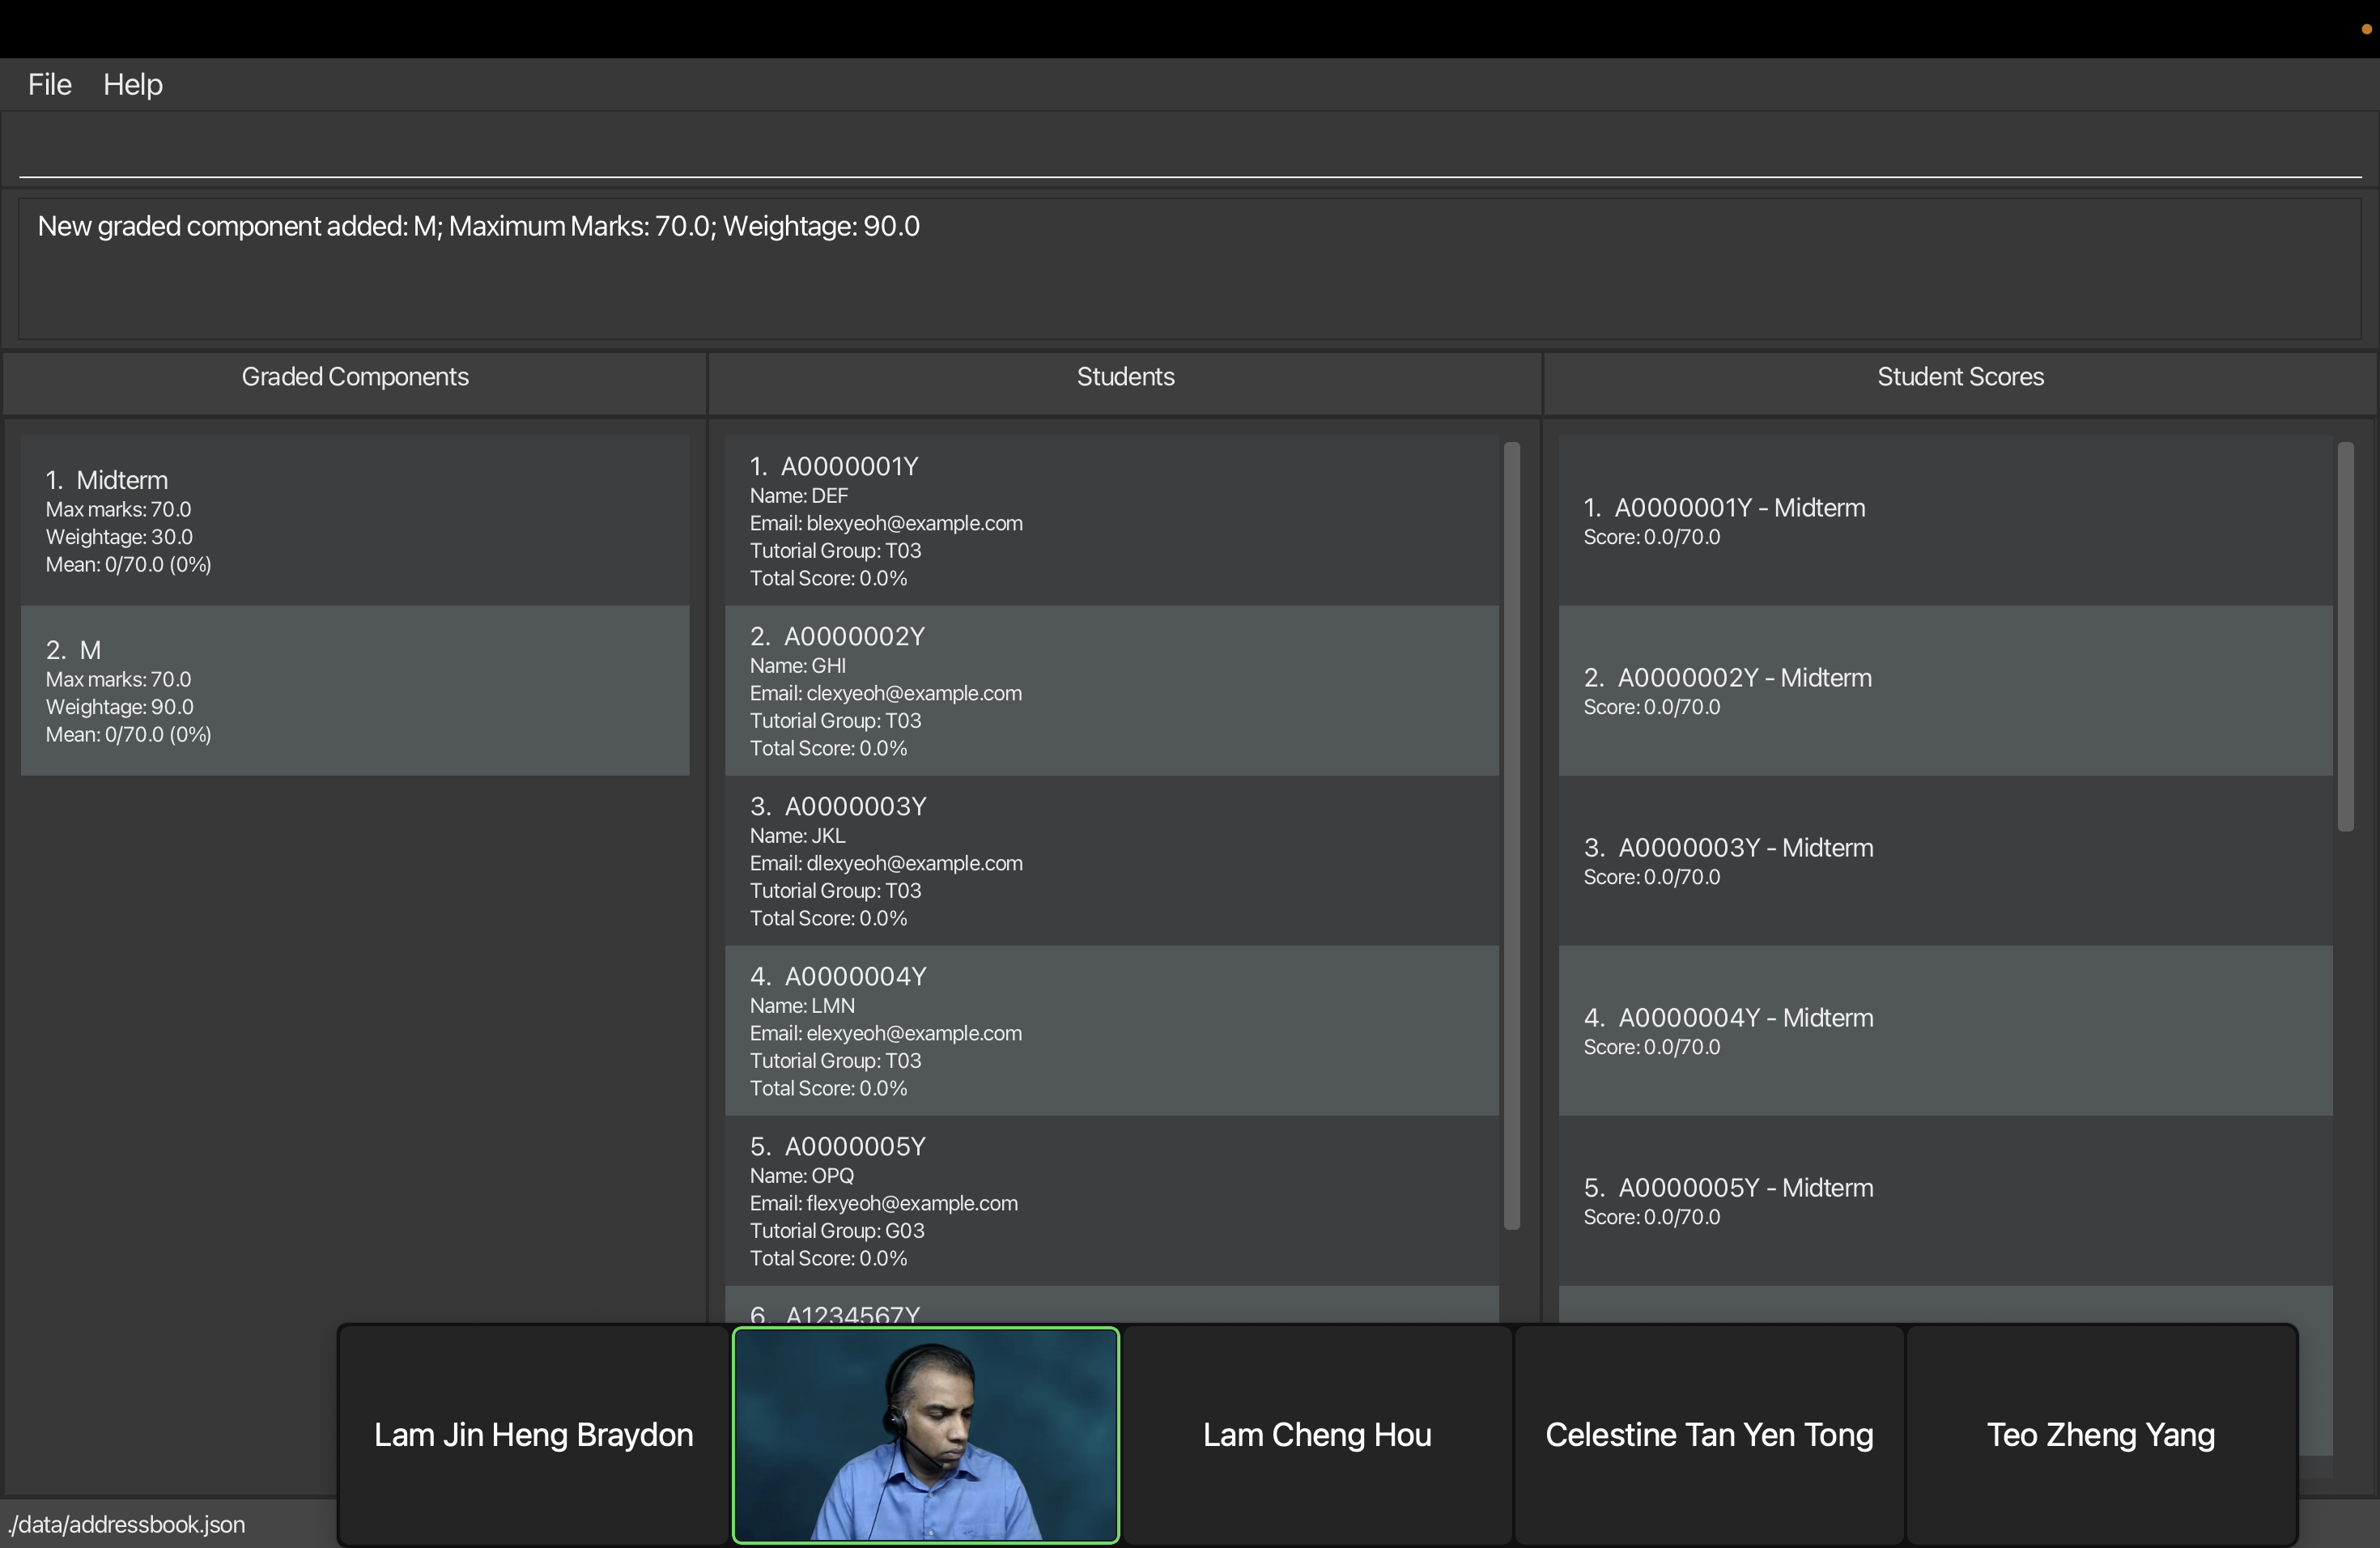 File Help
New graded component added: M; Maximum Marks: 70.0; Weightage: 90.0
Graded Components
Students
Student Scores
1. Midterm
Max marks: 70.0
Weightage: 30.0
Mean: 0/70.0 (0%)
2. M
Max marks: 70.0
Weightage: 90.0
Mean: 0/70.0 (0%)
1. A0000001Y
Name: DEF
Email: blexyeoh@example.com
Tutorial Group: T03
Total Score: 0.0%
2. A0000002Y
Name: GHI
Email: clexyeoh@example.com
Tutorial Group: T03
Total Score: 0.0%
3. A0000003Y
Name: JKL
Email: dlexyeoh@example.com
Tutorial Group: T03
Total Score: 0.0%
4. A0000004Y
Name: LMN
Email: elexyeoh@example.com
Tutorial Group: T03
Total Score: 0.0%
5. A0000005Y
Name: OPQ
Email: flexyeoh@example.com
Tutorial Group: G03
Total Score: 0.0%
6. A1234567Y
1. A0000001Y - Midterm
Score: 0.0/70.0
2. A0000002Y - Midterm
Score: 0.0/70.0
3. A0000003Y - Midterm
Score: 0.0/70.0
4. A0000004Y - Midterm
Score: 0.0/70.0
5. A0000005Y - Midterm
Score: 0.0/70.0
Lam Jin Heng Braydon
Lam Cheng Hou
Celestine Tan Yen Tong
Teo Zheng Yang
./data/addressbook.json